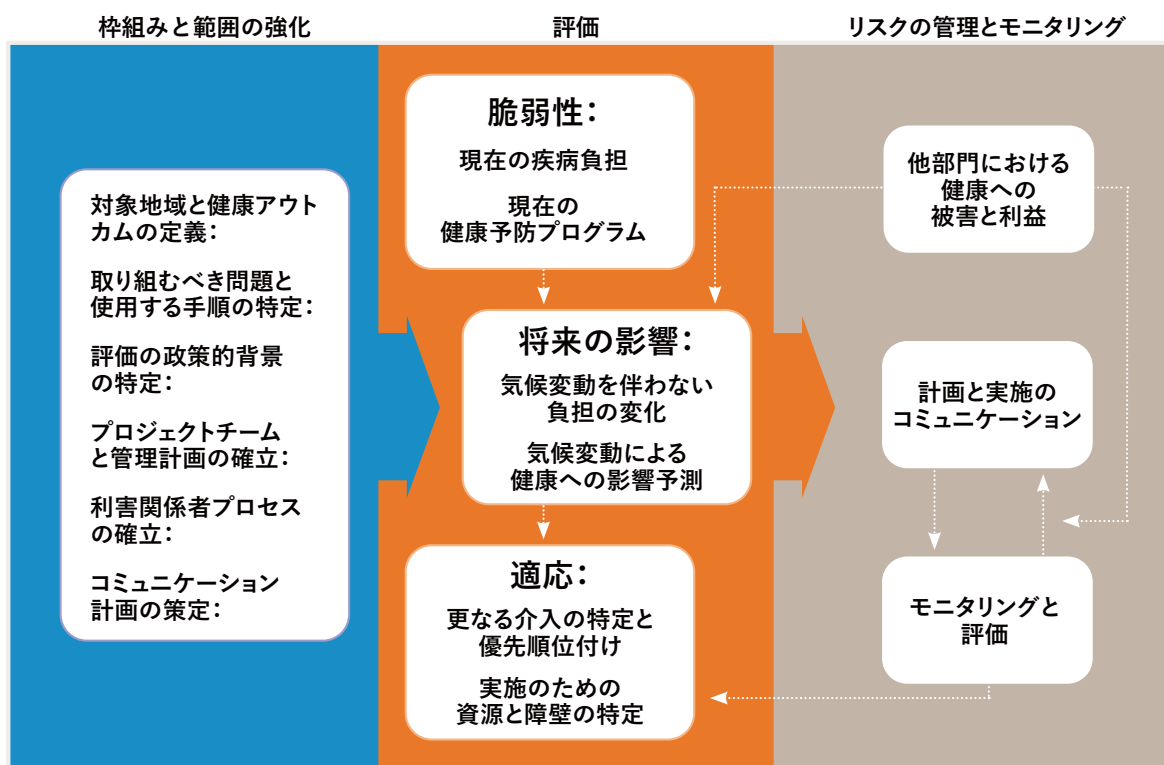 枠組みと範囲の強化
評価
リスクの管理とモニタリング
対象地域と健康アウト
カムの定義：
取り組むべき問題と
使用する手順の特定：
評価の政策的背景
の特定：
プロジェクトチーム
と管理計画の確立：
利害関係者プロセス
の確立：
コミュニケーション
計画の策定：
脆弱性：
現在の疾病負担
現在の
健康予防プログラム
将来の影響：
気候変動を伴わない
負担の変化
気候変動による
健康への影響予測
適応：
更なる介入の特定と
優先順位付け
実施のための
資源と障壁の特定
他部門における
健康への
被害と利益
計画と実施の
コミュニケーション
モニタリングと
評価